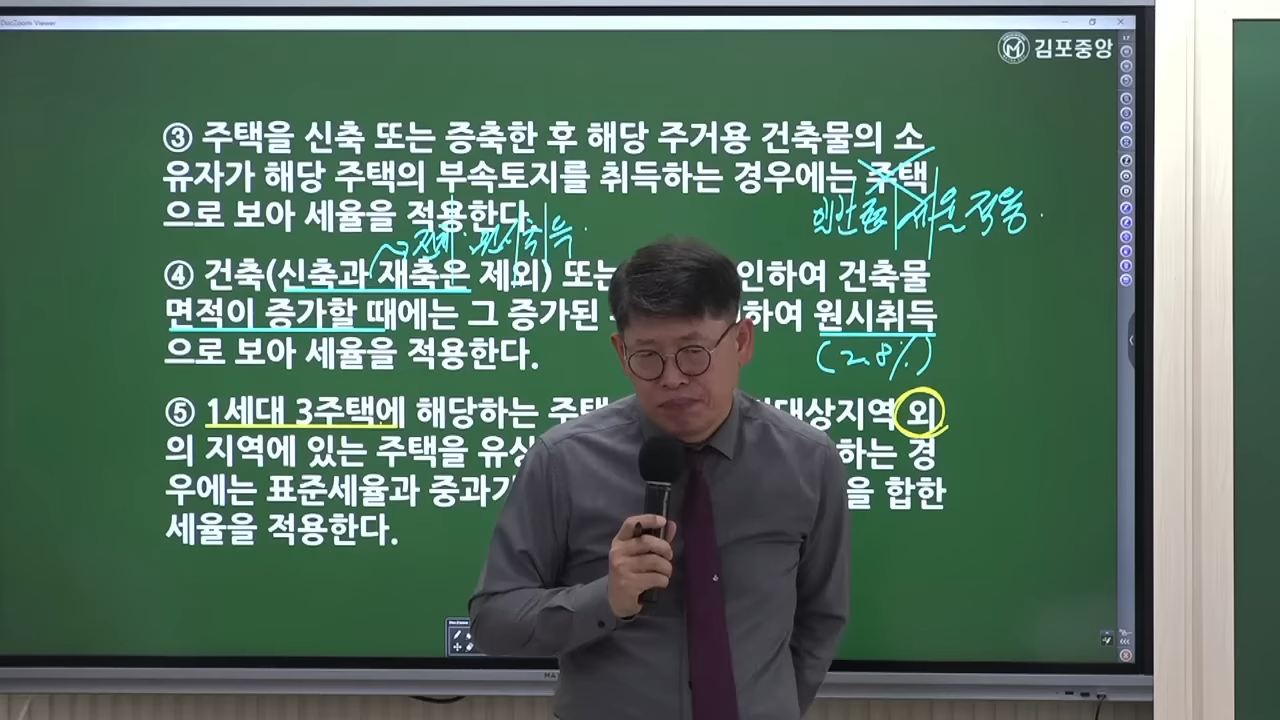 DocZoom Viewer
김포중앙
③ 주택을 신축 또는 증축한 후 해당 주거용 건축물의 소
유자가 해당 주택의 부속토지를 취득하는 경우에는 주택
으로 보아 세율을 적용한다.
일반적 세율 적용.
원시취득.
④ 건축(신축과 재축은 제외) 또는 인하여 건축물
면적이 증가할 때에는 그 증가된 하여 원시취득
으로 보아 세율을 적용한다.
(2.8%)
⑤ 1세대 3주택에 해당하는 주택 대상지역 외
의 지역에 있는 주택을 유상 하는 경
우에는 표준세율과 중과기 을 합한
세율을 적용한다.